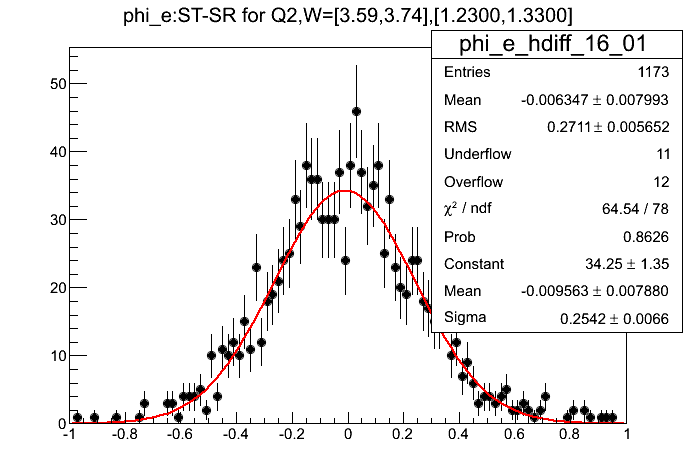 phi_e:ST-SR for Q2,W=[3.59,3.74],[1.2300,1.3300]
phi_e_hdiff_16_01
Entries 1173
Mean -0.006347 ± 0.007993
RMS 0.2711 ± 0.005652
Underflow 11
Overflow 12
χ² / ndf 64.54 / 78
Prob 0.8626
Constant 34.25 ± 1.35
Mean -0.009563 ± 0.007880
Sigma 0.2542 ± 0.0066
50
40
30
20
10
0
-1 -0.8 -0.6 -0.4 -0.2 0 0.2 0.4 0.6 0.8 1